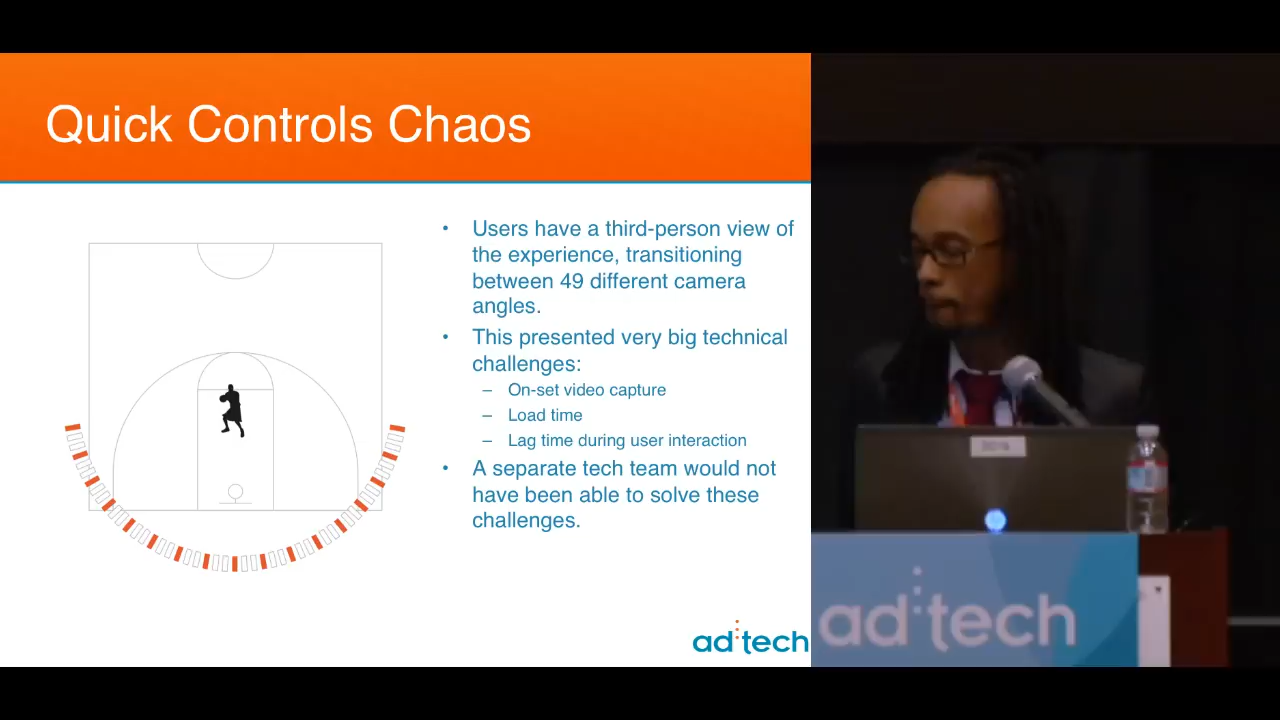 Quick Controls Chaos
• Users have a third-person view of
the experience, transitioning
between 49 different camera
angles.
• This presented very big technical
challenges:
– On-set video capture
– Load time
– Lag time during user interaction
• A separate tech team would not
have been able to solve these
challenges.
ad:tech
ad:tech